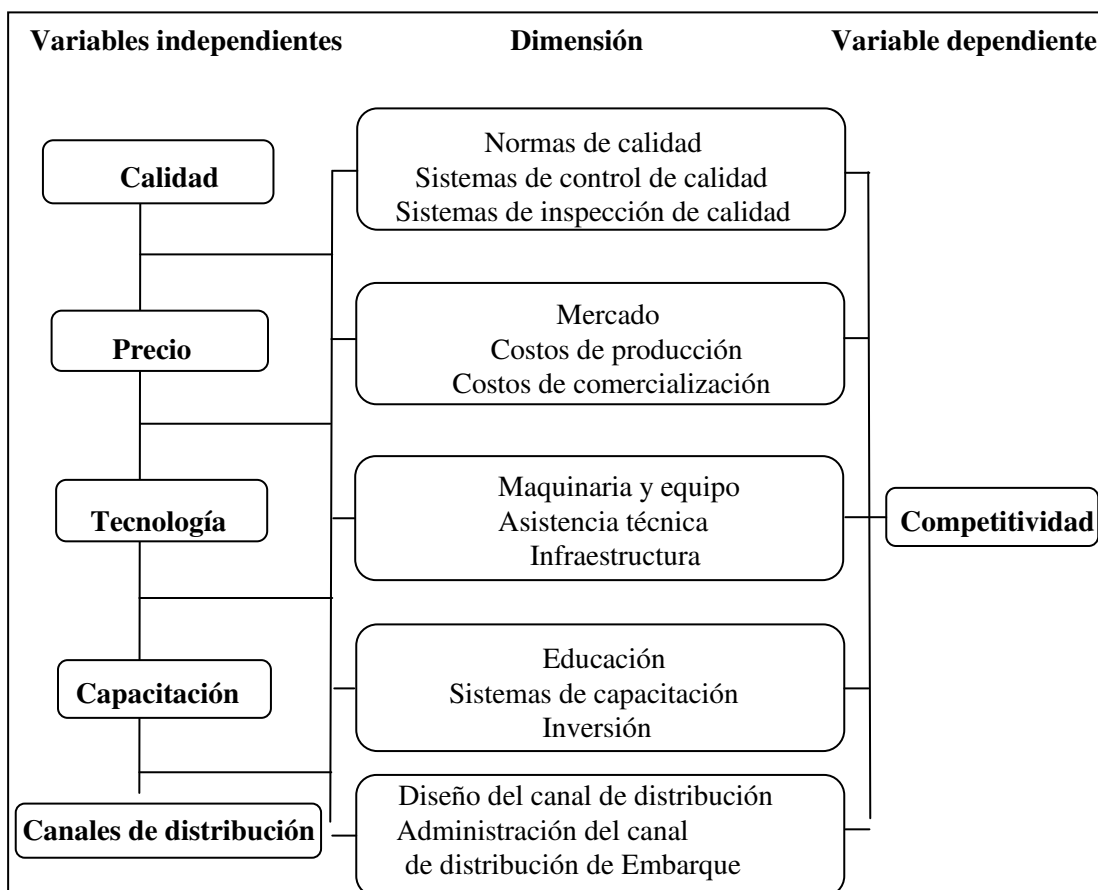 Variables independientes
Dimensión
Variable dependiente
Calidad
Normas de calidad
Sistemas de control de calidad
Sistemas de inspección de calidad
Precio
Mercado
Costos de producción
Costos de comercialización
Tecnología
Maquinaria y equipo
Asistencia técnica
Infraestructura
Competitividad
Capacitación
Educación
Sistemas de capacitación
Inversión
Canales de distribución
Diseño del canal de distribución
Administración del canal
de distribución de Embarque